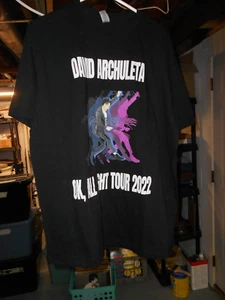 DAVID ARCHULETA
OK, ALL RIGHT TOUR 2022